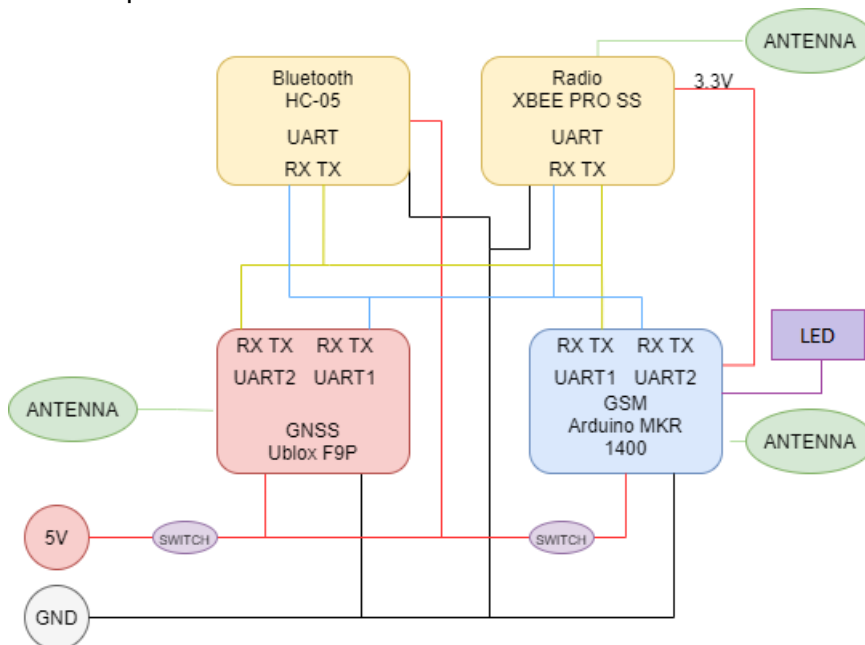 ANTENNA
Bluetooth
HC-05
UART
RX TX
Radio
XBEE PRO SS
UART
RX TX
3.3V
RX TX RX TX
UART2 UART1
GNSS
Ublox F9P
RX TX RX TX
UART1 UART2
GSM
Arduino MKR
1400
LED
ANTENNA
ANTENNA
5V
SWITCH
SWITCH
GND